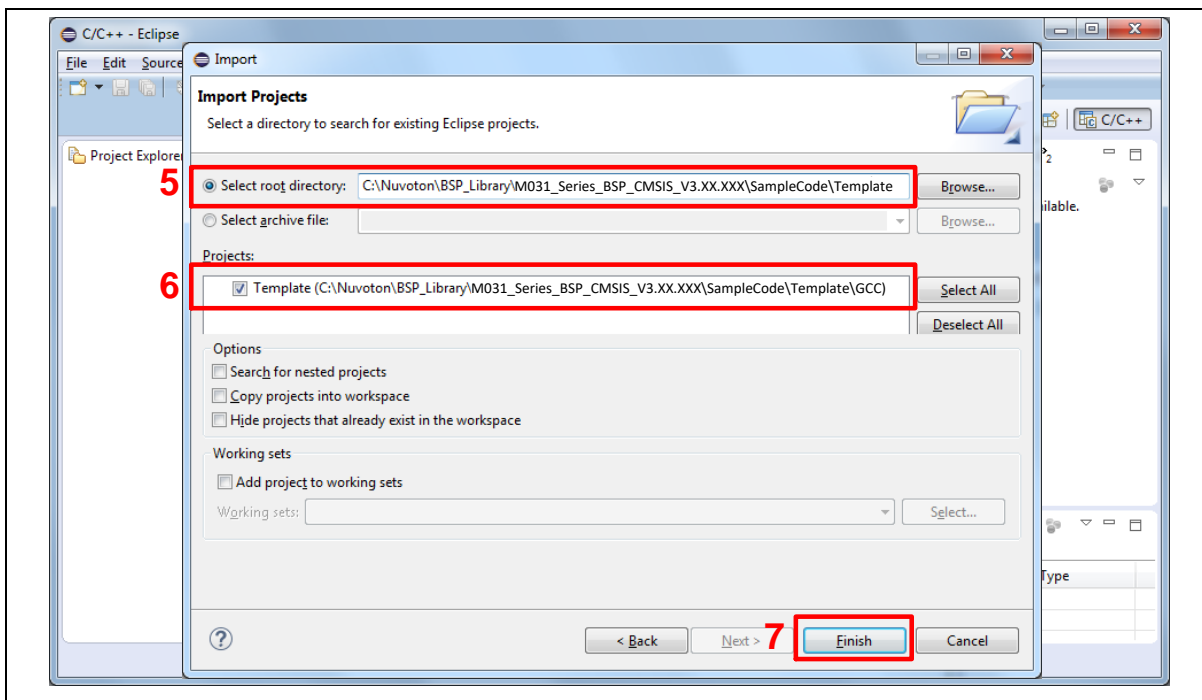 C/C++ - Eclipse
File Edit Source
Import
Import Projects
Select a directory to search for existing Eclipse projects.
C/C++
Project Explorer
2
5
Select root directory: C:\Nuvoton\BSP_Library\M031_Series_BSP_CMSIS_V3.XX.XXX\SampleCode\Template Browse...
ilable.
Select archive file: Browse...
Projects:
6
Template (C:\Nuvoton\BSP_Library\M031_Series_BSP_CMSIS_V3.XX.XXX\SampleCode\Template\GCC) Select All
Deselect All
Options
Search for nested projects
Copy projects into workspace
Hide projects that already exist in the workspace
Working sets
Add project to working sets
Working sets: Select...
Type
? < Back Next > 7 Finish Cancel